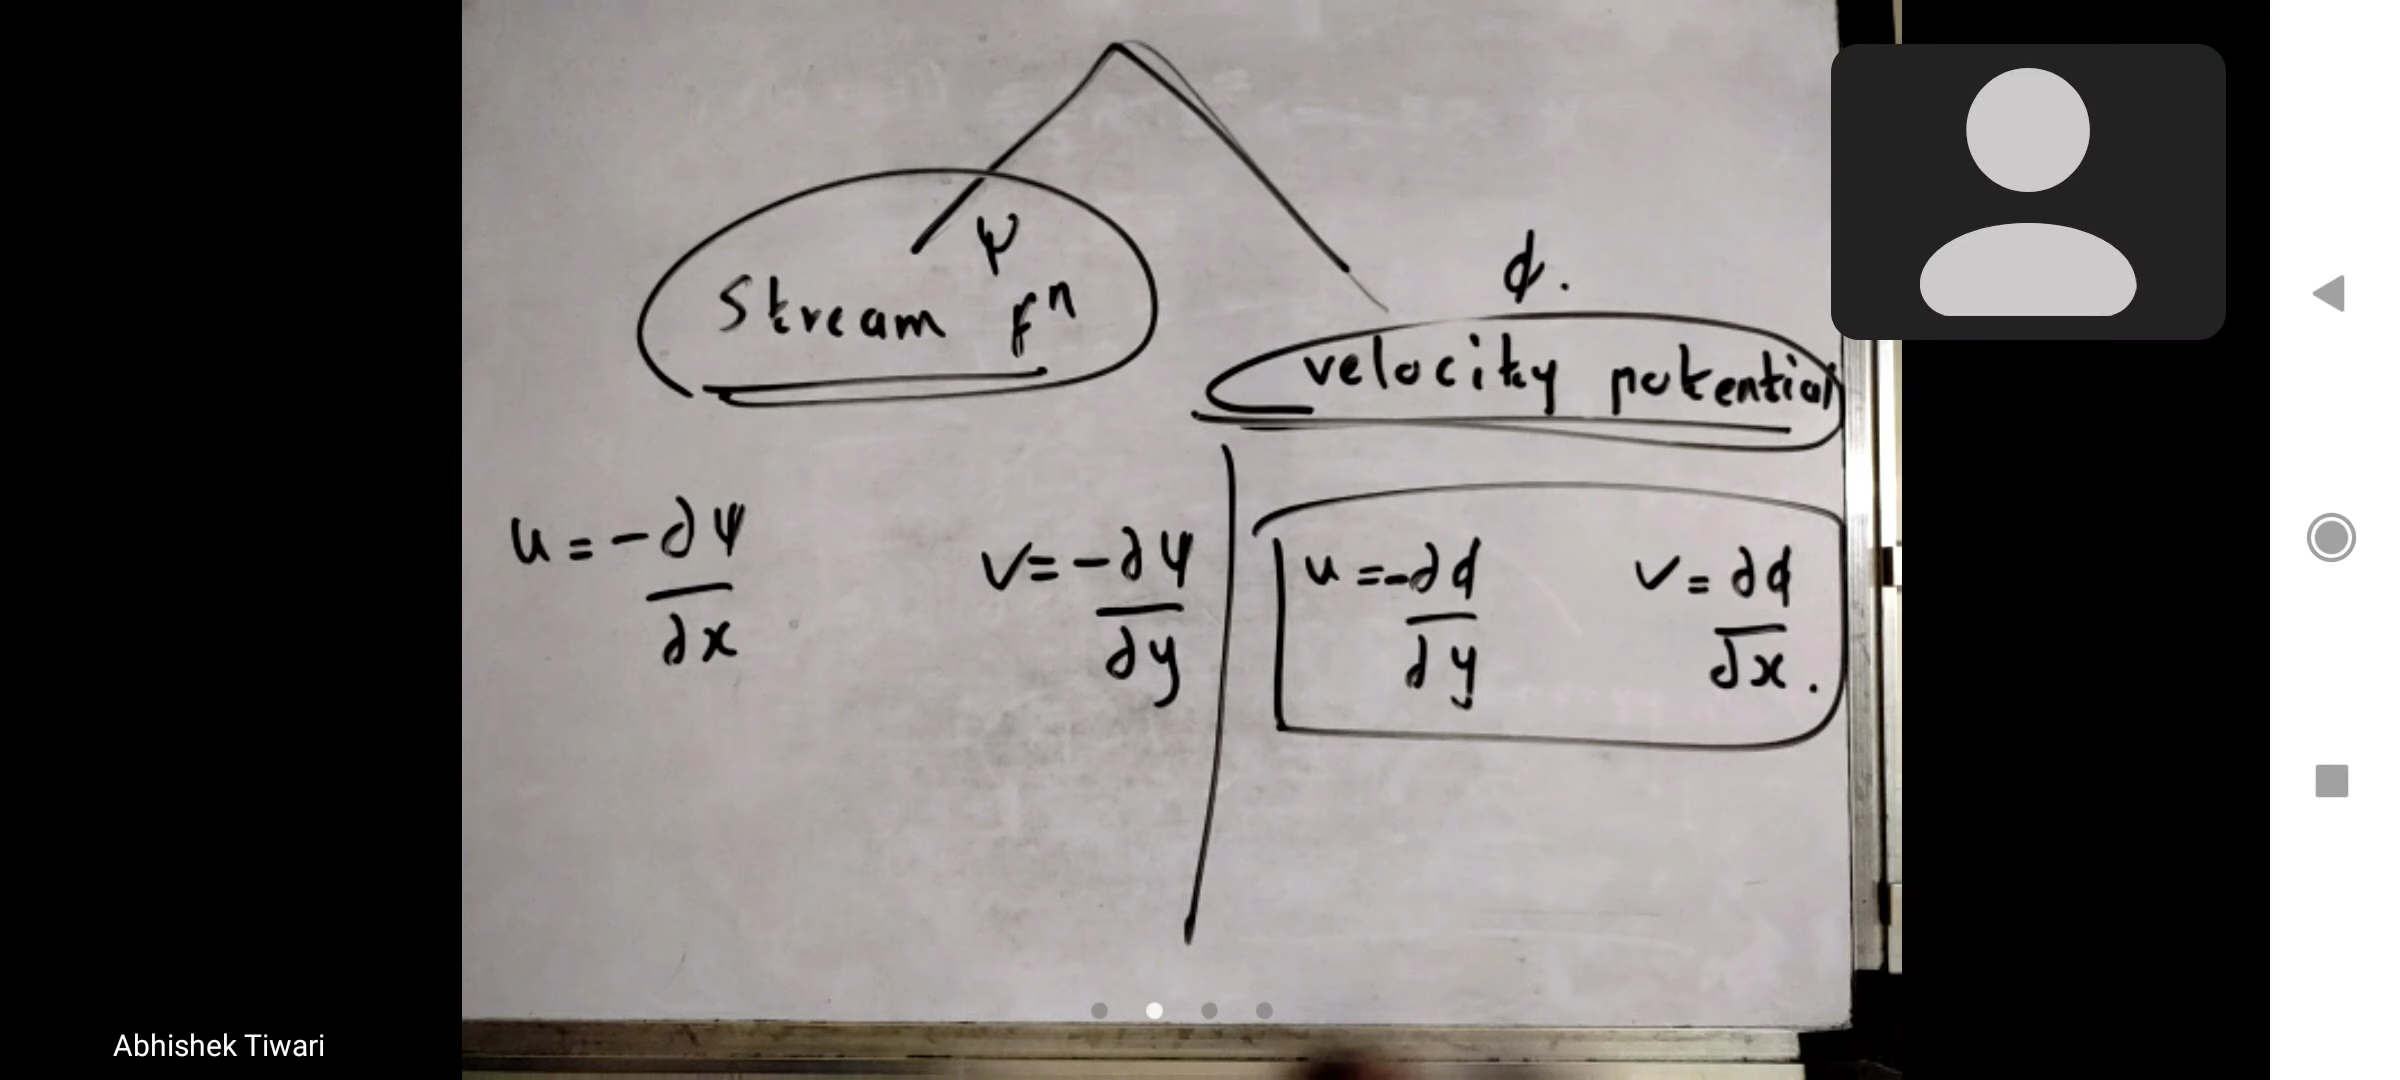 ψ
Stream Fⁿ
ϕ.
velocity potential
u = -∂ψ/∂x
v = -∂ψ/∂y
u = -∂ϕ/∂y
v = ∂ϕ/∂x.
Abhishek Tiwari